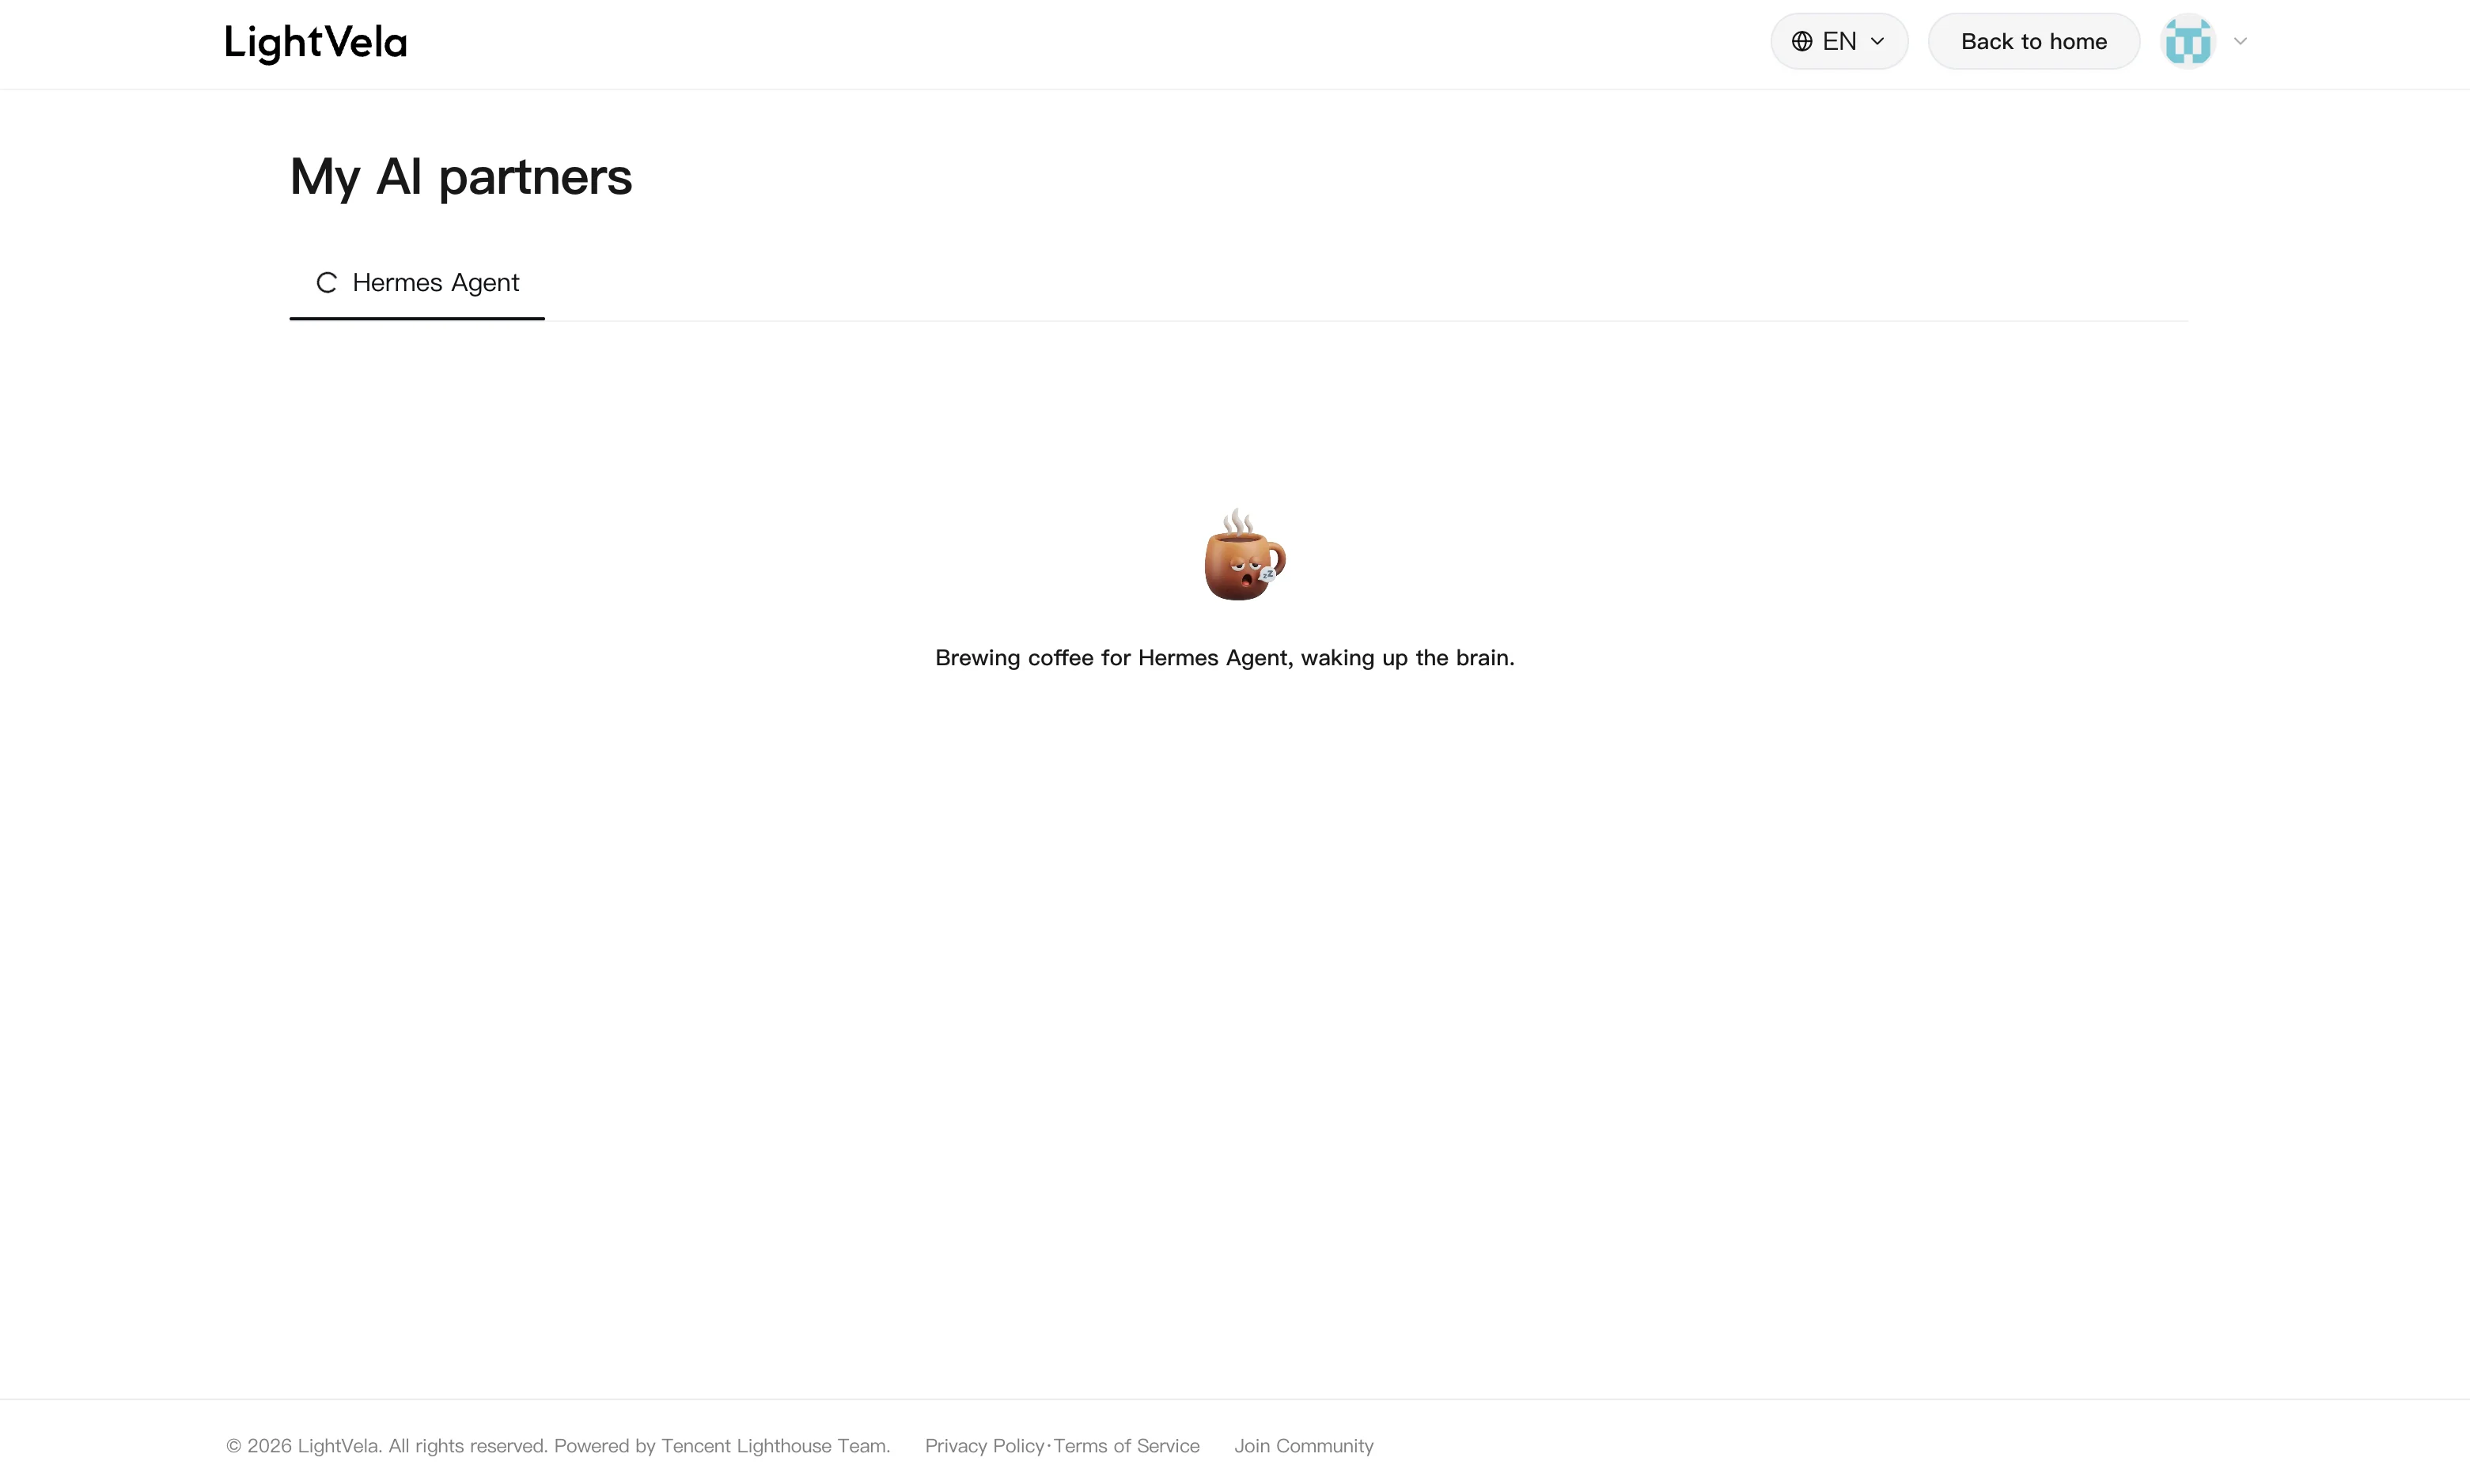 LightVela
EN
Back to home
My AI partners
Hermes Agent
zZ
Brewing coffee for Hermes Agent, waking up the brain.
© 2026 LightVela. All rights reserved. Powered by Tencent Lighthouse Team.
Privacy Policy·Terms of Service
Join Community